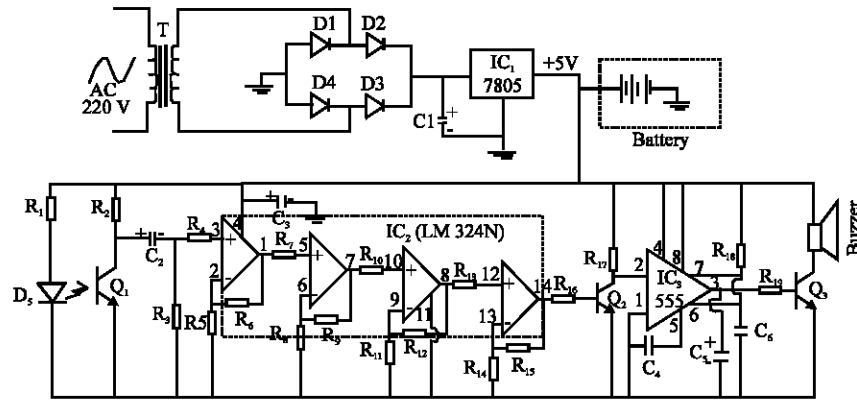 T
D1
D2
D4
D3
AC
220 V
IC1
7805
+5V
C1
+
-
Battery
R1
R2
+ -
C2
R4
3
+
4
+ -
C3
IC2 (LM 324N)
1
R7
5
+
7
R10
10
+
8
R13
12
+
14
R16
R17
2
4
8
7
R18
IC3
555
3
R19
Q3
Buzzer
D5
Q1
R3
R5
2
-
R6
6
-
R8
R9
9
-
11
R11
R12
13
-
R14
R15
Q2
1
5
6
C4
C5
+
-
C6